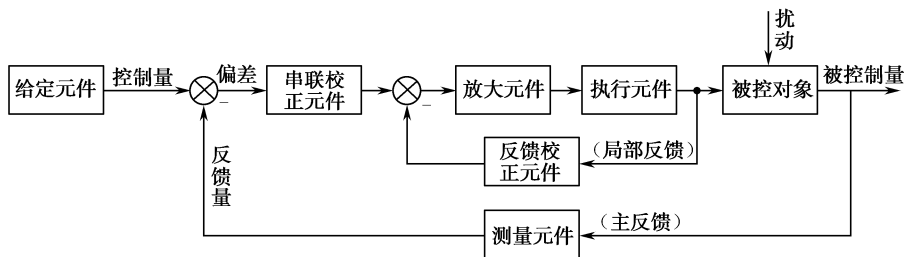 扰
动
给定元件
控制量
偏差
串联校
正元件
放大元件
执行元件
被控对象
被控制量
−
−
反馈校
正元件
（局部反馈）
反
馈
量
测量元件
（主反馈）